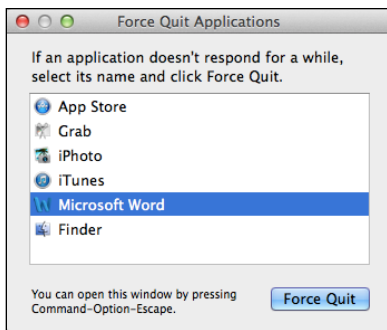 Force Quit Applications
If an application doesn't respond for a while,
select its name and click Force Quit.
App Store
Grab
iPhoto
iTunes
Microsoft Word
Finder
You can open this window by pressing
Command-Option-Escape.
Force Quit